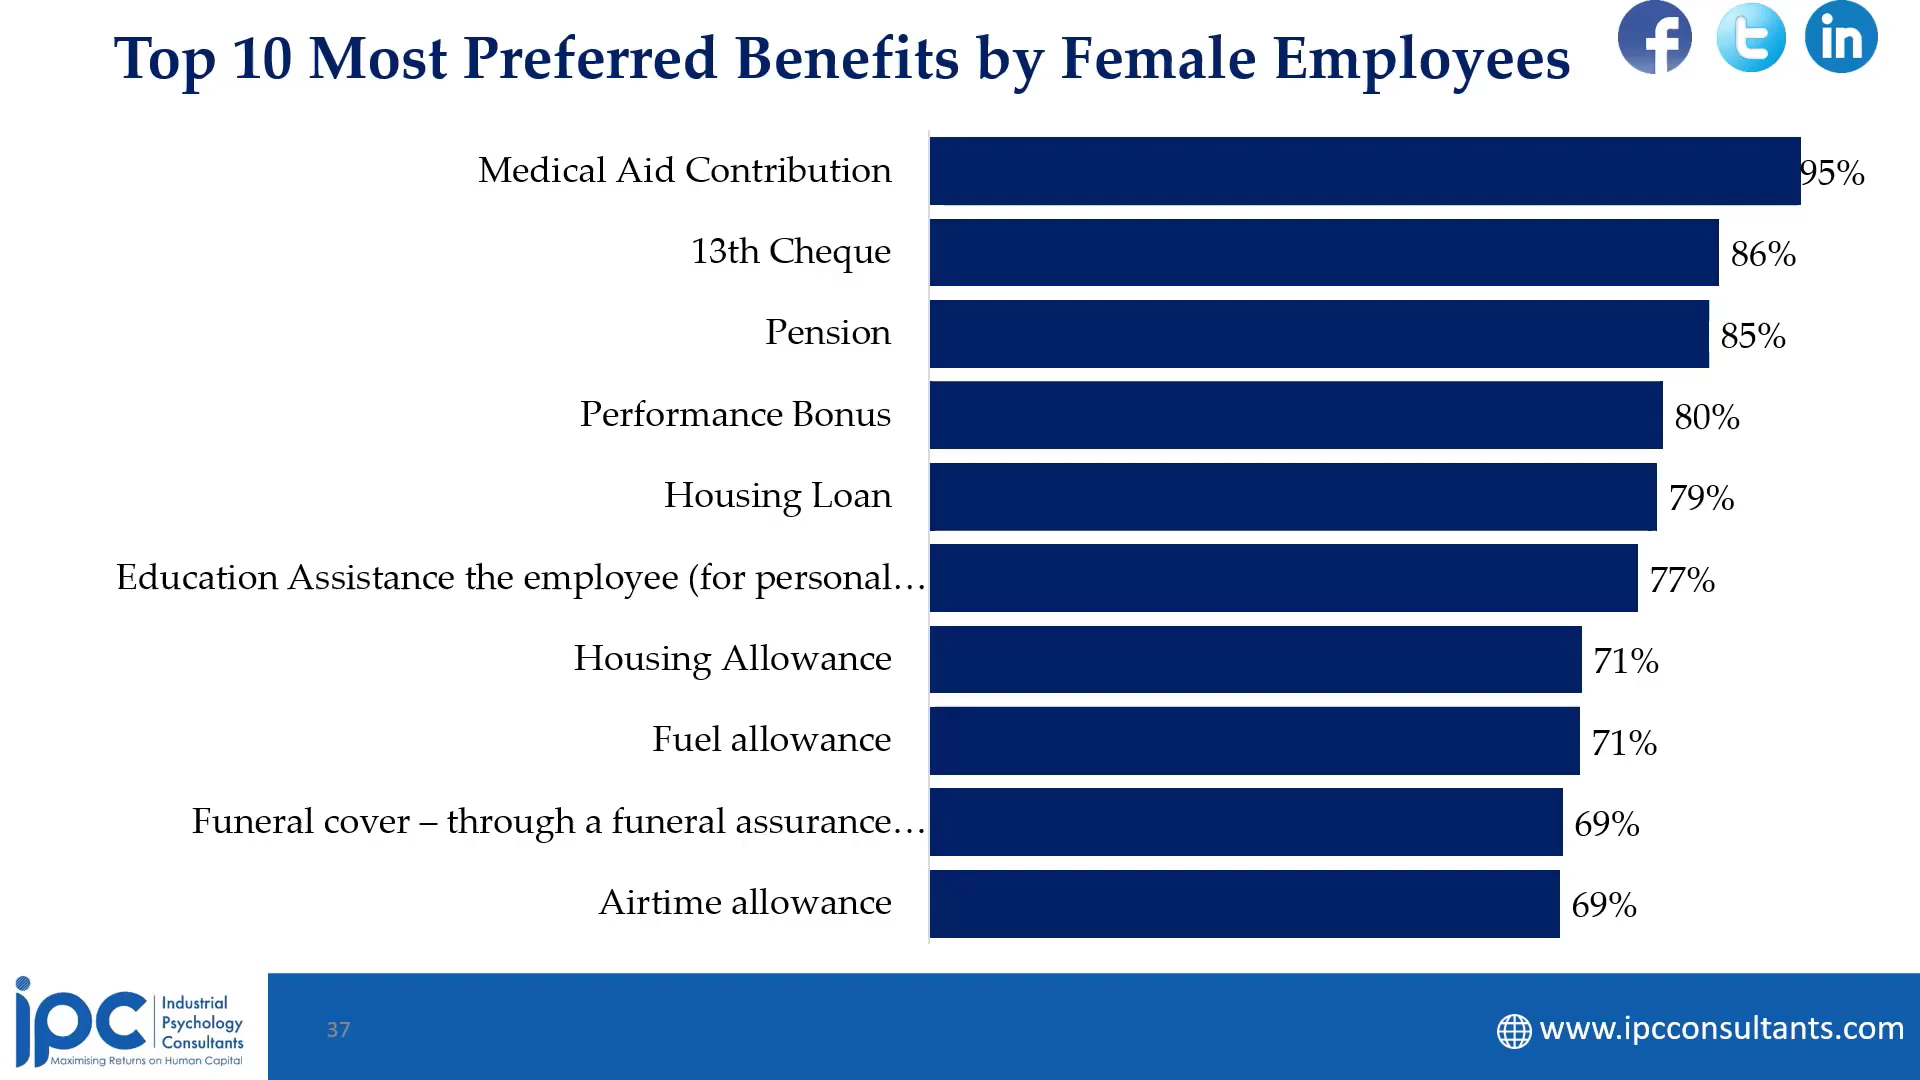 Top 10 Most Preferred Benefits by Female Employees
Medical Aid Contribution 95%
13th Cheque 86%
Pension 85%
Performance Bonus 80%
Housing Loan 79%
Education Assistance the employee (for personal… 77%
Housing Allowance 71%
Fuel allowance 71%
Funeral cover – through a funeral assurance… 69%
Airtime allowance 69%
ipc
Industrial
Psychology
Consultants
Maximising Returns on Human Capital
37
www.ipcconsultants.com